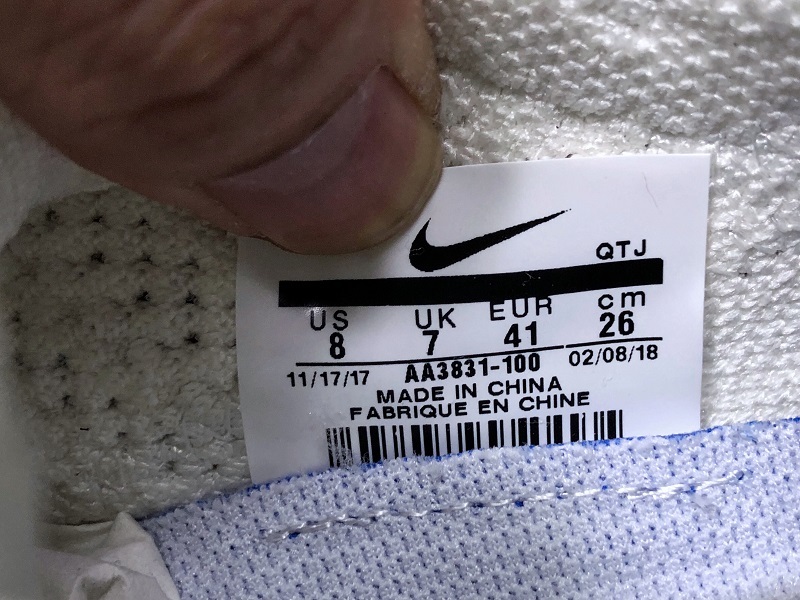 QTJ
US UK EUR cm
8 7 41 26
11/17/17 AA3831-100 02/08/18
MADE IN CHINA
FABRIQUE EN CHINE